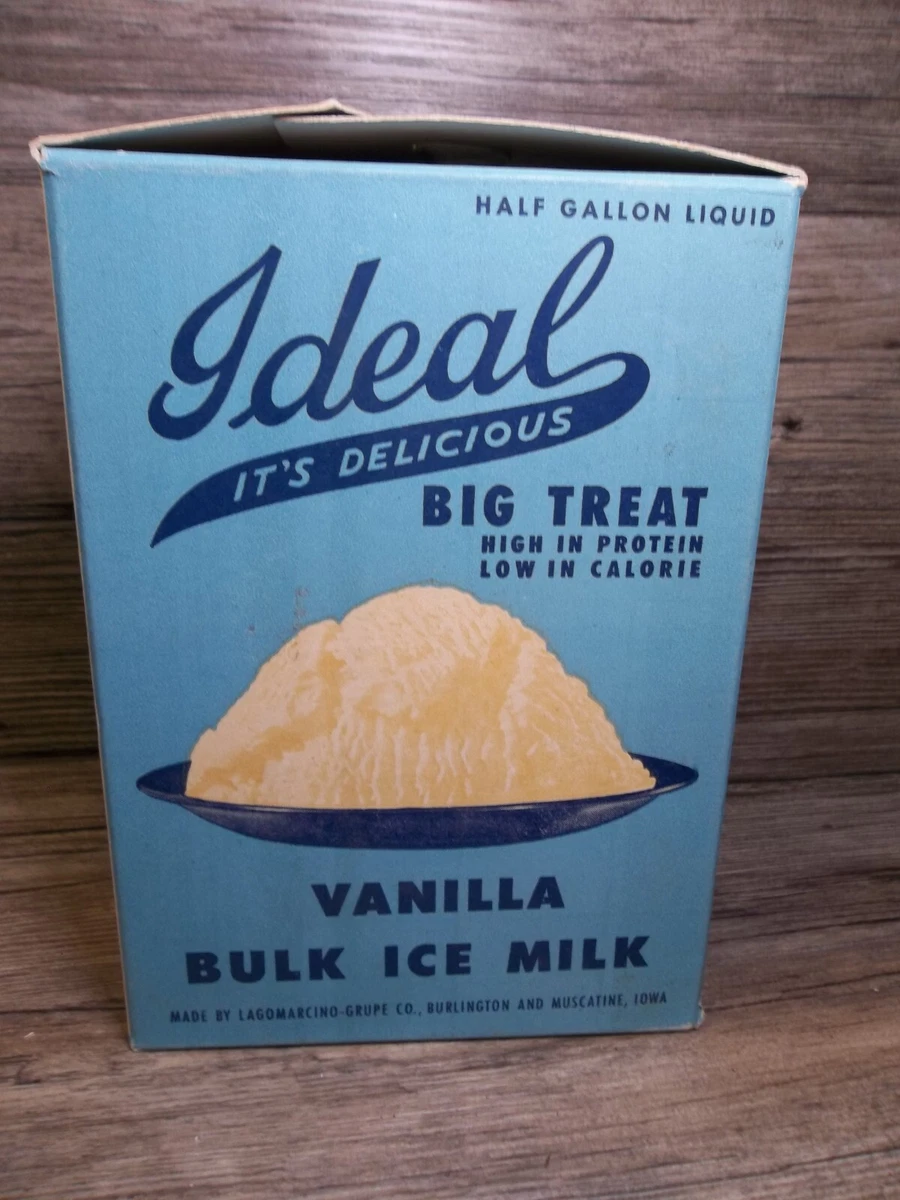 HALF GALLON LIQUID
Ideal
IT'S DELICIOUS
BIG TREAT
HIGH IN PROTEIN
LOW IN CALORIE
VANILLA
BULK ICE MILK
MADE BY LAGOMARCINO-GRUPE CO., BURLINGTON AND MUSCATINE, IOWA